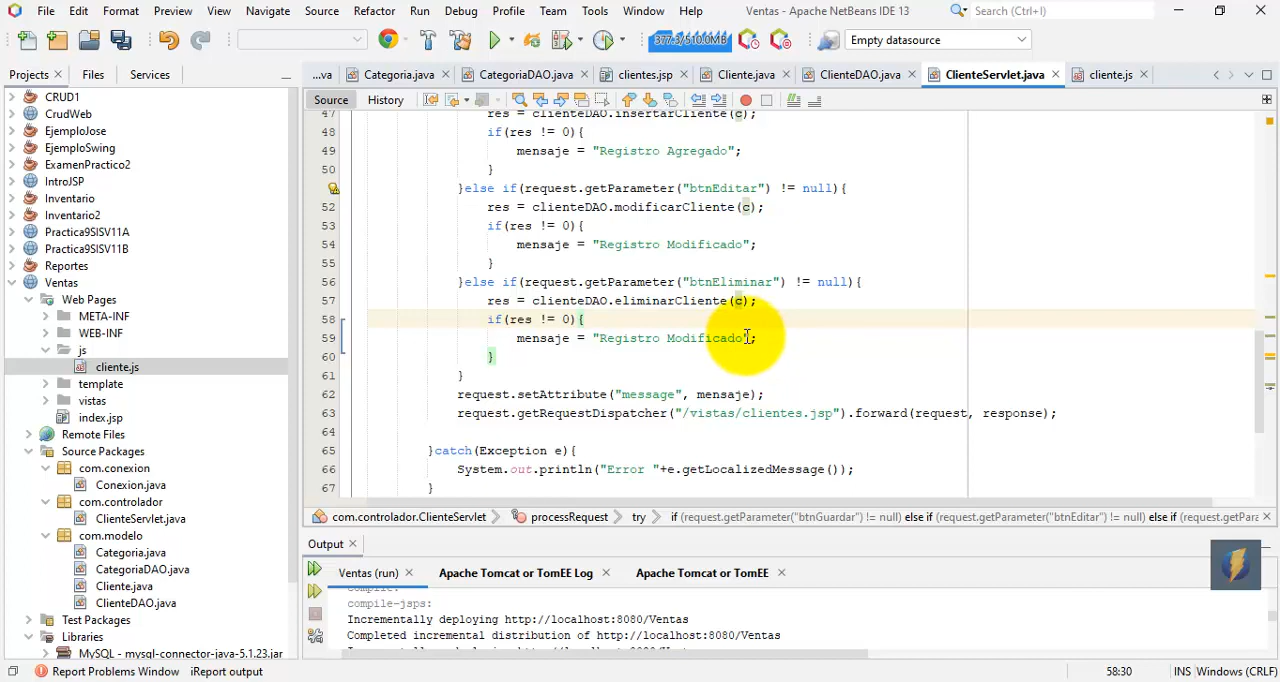 File Edit Format View Navigate Source Refactor Run Debug Profile Team Tools Window Help Ventas - Apache NetBeans IDE 13 Search (Ctrl+I)
377.3/510.0MB Empty datasource
Projects Files Services ...va Categoria.java CategoriaDAO.java clientes.jsp Cliente.java ClienteDAO.java ClienteServlet.java cliente.js
Source History
CRUD1
CrudWeb
EjemploJose
EjemploSwing
ExamenPractico2
IntroJSP
Inventario
Inventario2
Practica9SISV11A
Practica9SISV11B
Reportes
Ventas
Web Pages
META-INF
WEB-INF
js
cliente.js
template
vistas
index.jsp
Remote Files
Source Packages
com.conexion
Conexion.java
com.controlador
ClienteServlet.java
com.modelo
Categoria.java
CategoriaDAO.java
Cliente.java
ClienteDAO.java
Test Packages
Libraries
MySQL - mysql-connector-java-5.1.23.jar
47 res = clienteDAO.insertarCliente(c);
48 if(res != 0){
49 mensaje = "Registro Agregado";
50 }
}else if(request.getParameter("btnEditar") != null){
52 res = clienteDAO.modificarCliente(c);
53 if(res != 0){
54 mensaje = "Registro Modificado";
55 }
56 }else if(request.getParameter("btnEliminar") != null){
57 res = clienteDAO.eliminarCliente(c);
58 if(res != 0){
59 mensaje = "Registro Modificado";
60 }
61 }
62 request.setAttribute("message", mensaje);
63 request.getRequestDispatcher("/vistas/clientes.jsp").forward(request, response);
64
65 }catch(Exception e){
66 System.out.println("Error "+e.getLocalizedMessage());
67 }
com.controlador.ClienteServlet processRequest try if (request.getParameter("btnGuardar") != null) else if (request.getParameter("btnEditar") != null) else if (request.getPara
Output
Ventas (run) Apache Tomcat or TomEE Log Apache Tomcat or TomEE
compile:
compile-jsps:
Incrementally deploying http://localhost:8080/Ventas
Completed incremental distribution of http://localhost:8080/Ventas
Report Problems Window iReport output 58:30 INS Windows (CRLF)